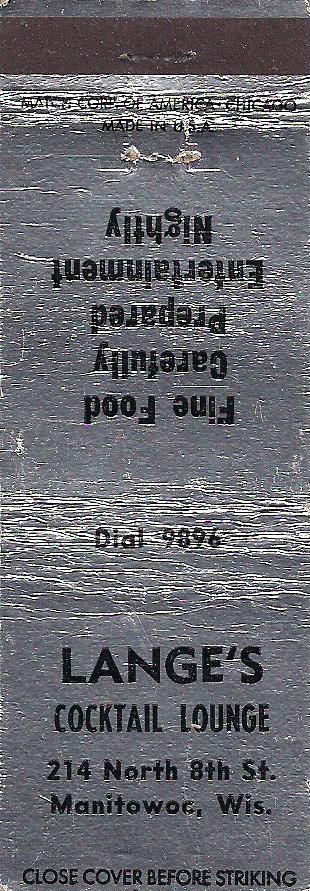 MATCH CORP. OF AMERICA, CHICAGO
MADE IN U.S.A.
Fine Food
Carefully
Prepared
Entertainment
Nightly
Dial 9896
LANGE'S
COCKTAIL LOUNGE
214 North 8th St.
Manitowoc, Wis.
CLOSE COVER BEFORE STRIKING